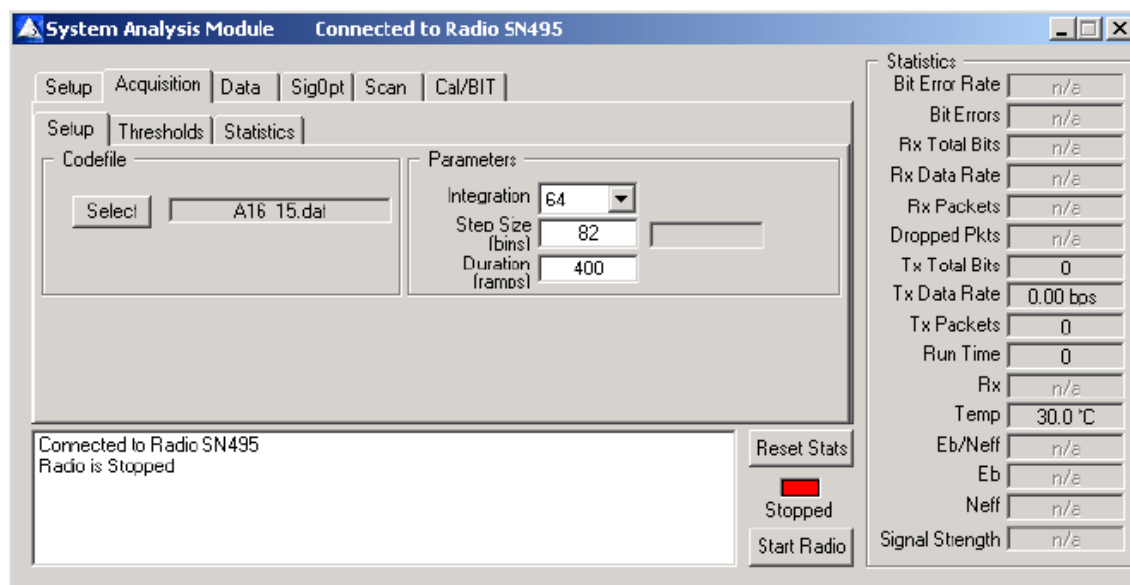 System Analysis Module Connected to Radio SN495
Setup Acquisition Data SigOpt Scan Cal/BIT
Setup Thresholds Statistics
Codefile
Select A16_15.dat
Parameters
Integration 64
Step Size (bins) 82
Duration (ramps) 400
Connected to Radio SN495
Radio is Stopped
Reset Stats
Stopped
Start Radio
Statistics
Bit Error Rate n/a
Bit Errors n/a
Rx Total Bits n/a
Rx Data Rate n/a
Rx Packets n/a
Dropped Pkts n/a
Tx Total Bits 0
Tx Data Rate 0.00 bps
Tx Packets 0
Run Time 0
Rx n/a
Temp 30.0 °C
Eb/Neff n/a
Eb n/a
Neff n/a
Signal Strength n/a